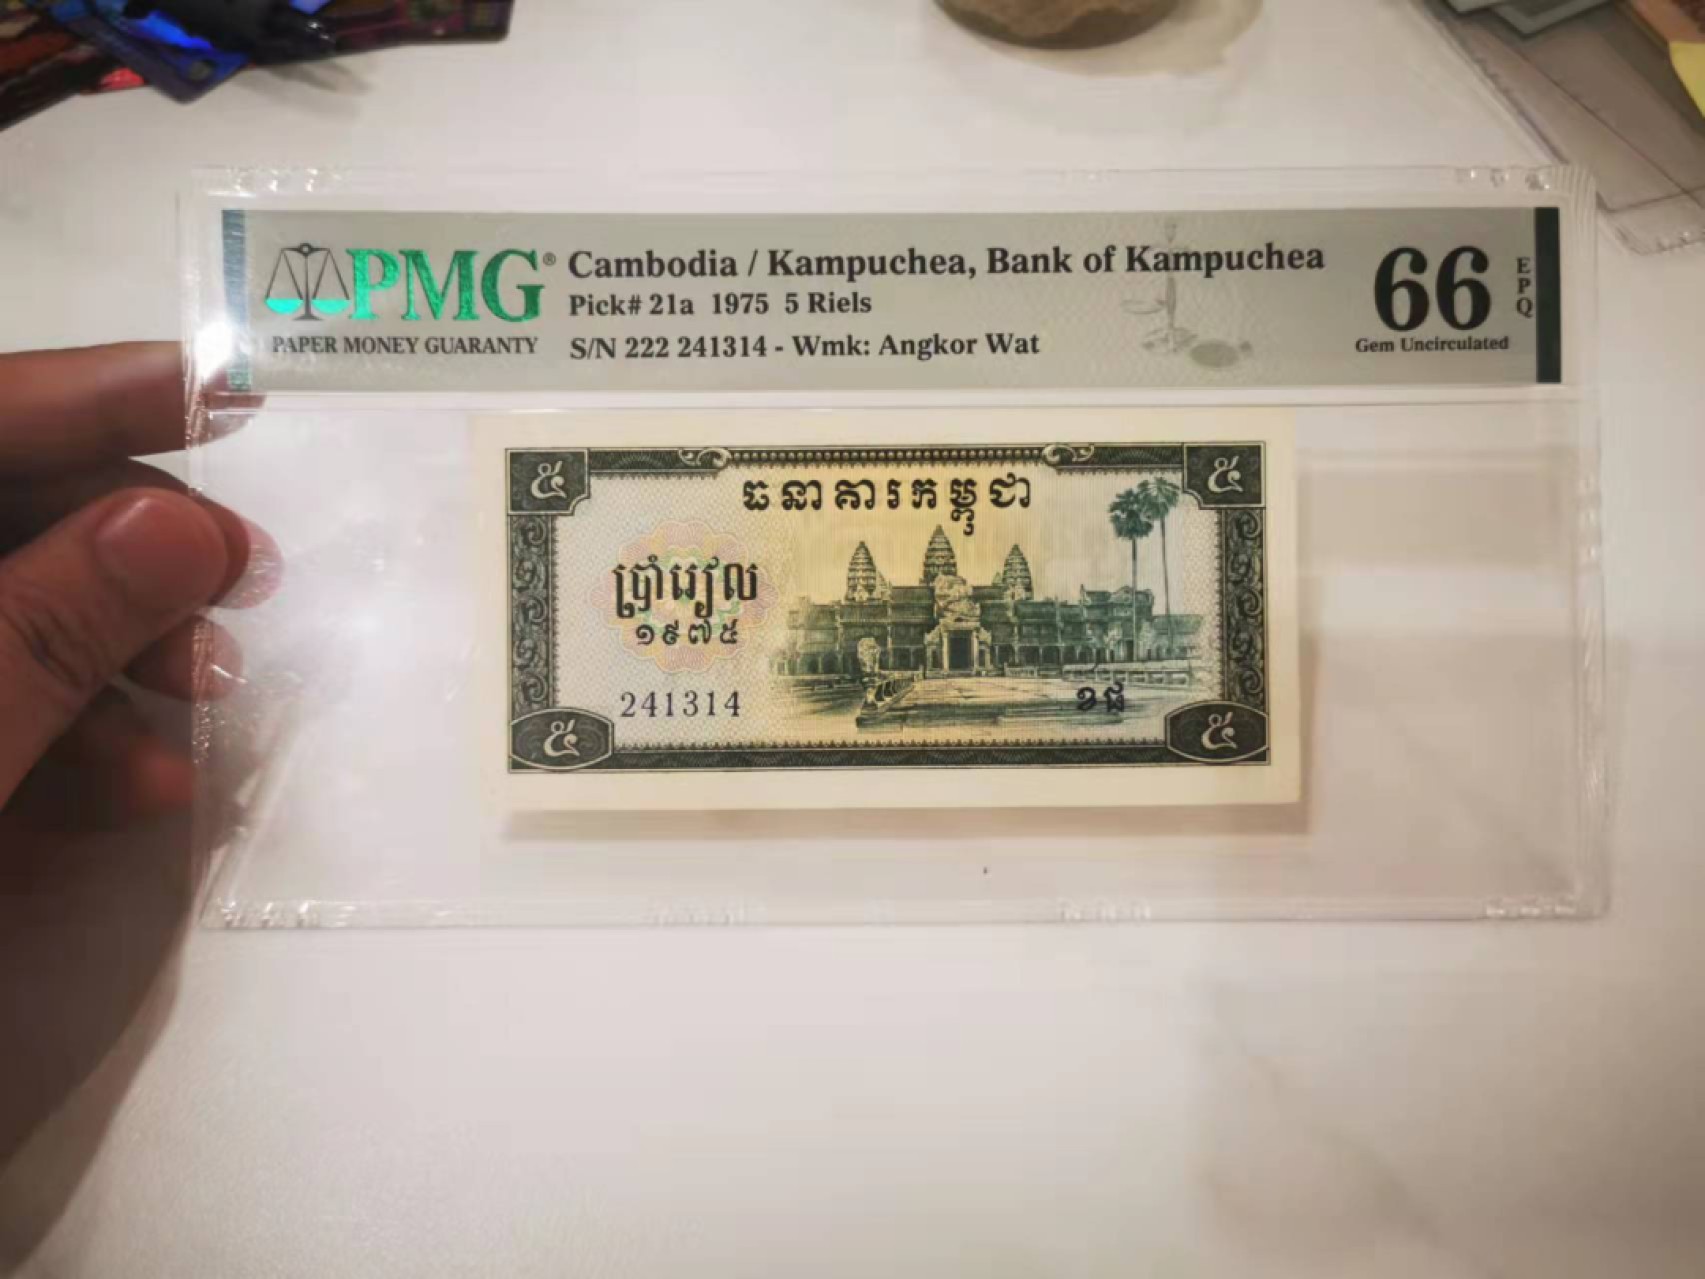 PMG®
PAPER MONEY GUARANTY
Cambodia / Kampuchea, Bank of Kampuchea
Pick# 21a 1975 5 Riels
S/N 222 241314 - Wmk: Angkor Wat
66
EPQ
Gem Uncirculated
៥
៥
ធនាគារកម្ពុជា
ប្រាំរៀល
១៩៧៥
241314
ខផ
៥
៥